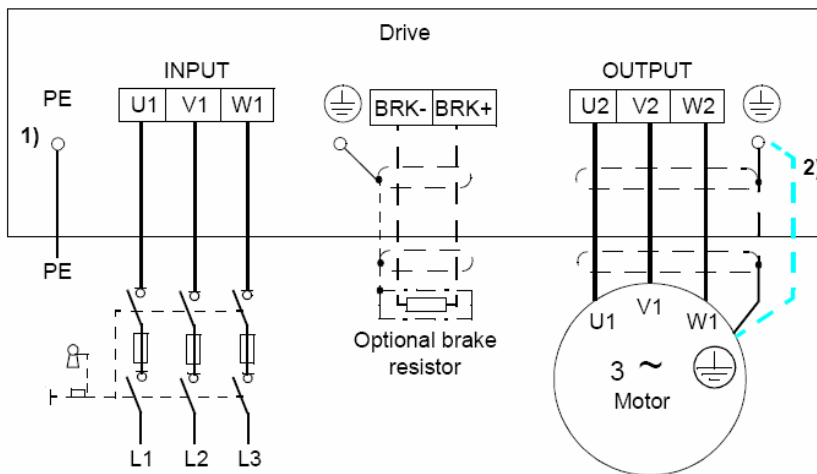 Drive
INPUT
OUTPUT
PE
U1 V1 W1
BRK- BRK+
U2 V2 W2
1)
2)
PE
U1 V1 W1
Optional brake
resistor
3 ~
Motor
L1 L2 L3